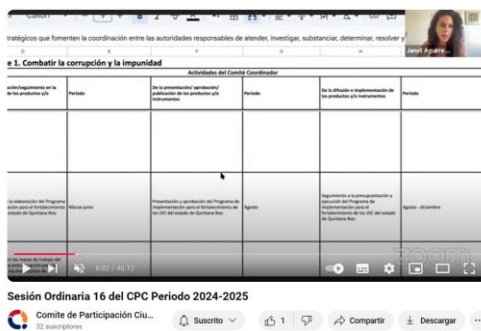 Calibri
9
tratégicos que fomenten la coordinación entre las autoridades responsables de atender, investigar, substanciar, determinar, resolver y
Janet Aguirre...
D E F G H I
e 1. Combatir la corrupción y la impunidad
Actividades del Comité Coordinador
Periodo
De la presentación/ aprobación/
publicación de los productos y/o
instrumentos
Periodo
De la difusión e implementación de
los productos y/o instrumentos
Periodo
la elaboración del Programa de
Marzo-junio
Presentación y aprobación del Programa de
implementación para el fortalecimiento de
los OIC del estado de Quintana Roo
Agosto
Seguimiento a la presupuestación y
ejecución del Programa de
implementación para el
fortalecimiento de los OIC del estado
de Quintana Roo
Agosto - diciembre
zoom
6:02 / 46:12
Sesión Ordinaria 16 del CPC Periodo 2024-2025
Comite de Participación Ciu...
32 suscriptores
Suscrito
1
Compartir
Descargar